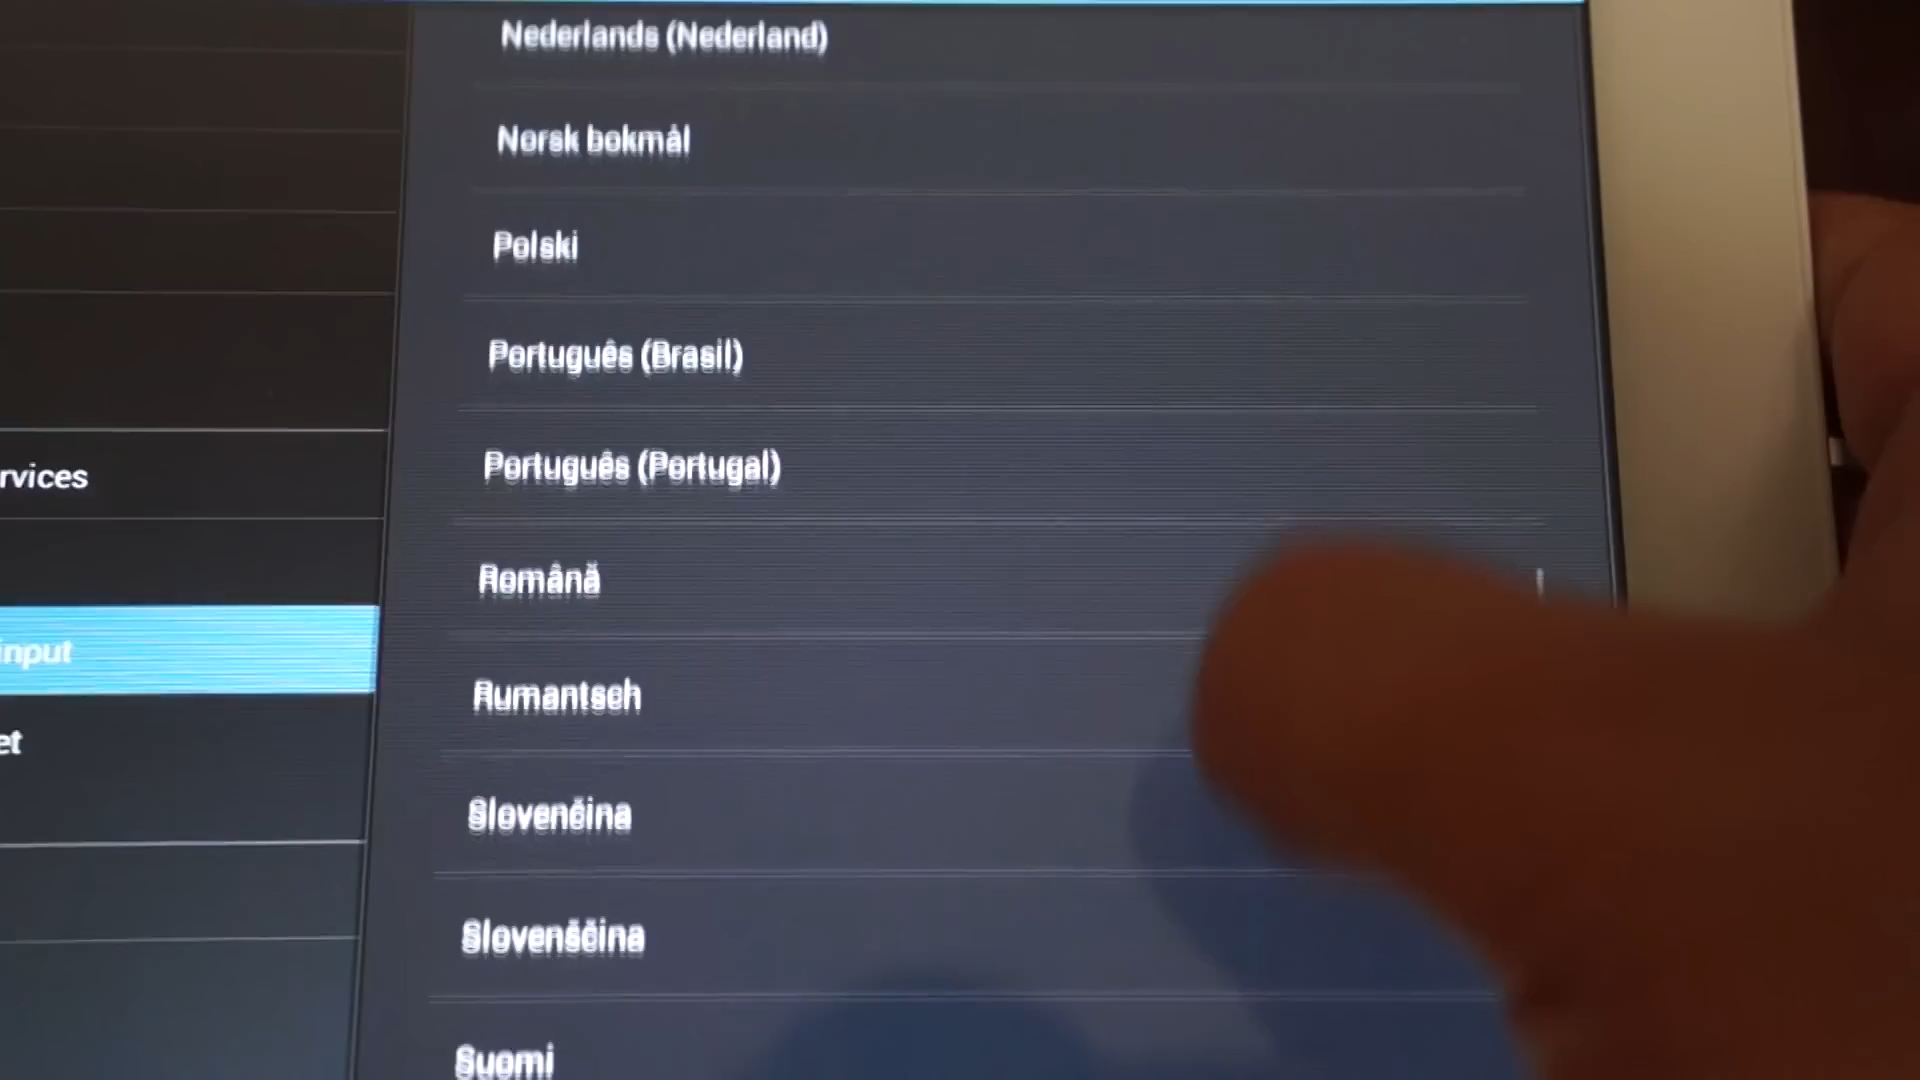 Nederlands (Nederland)
Norsk bokmål
Polski
Português (Brasil)
Português (Portugal)
rvices
Română
input
Rumantsch
et
Slovenčina
Slovenščina
Suomi